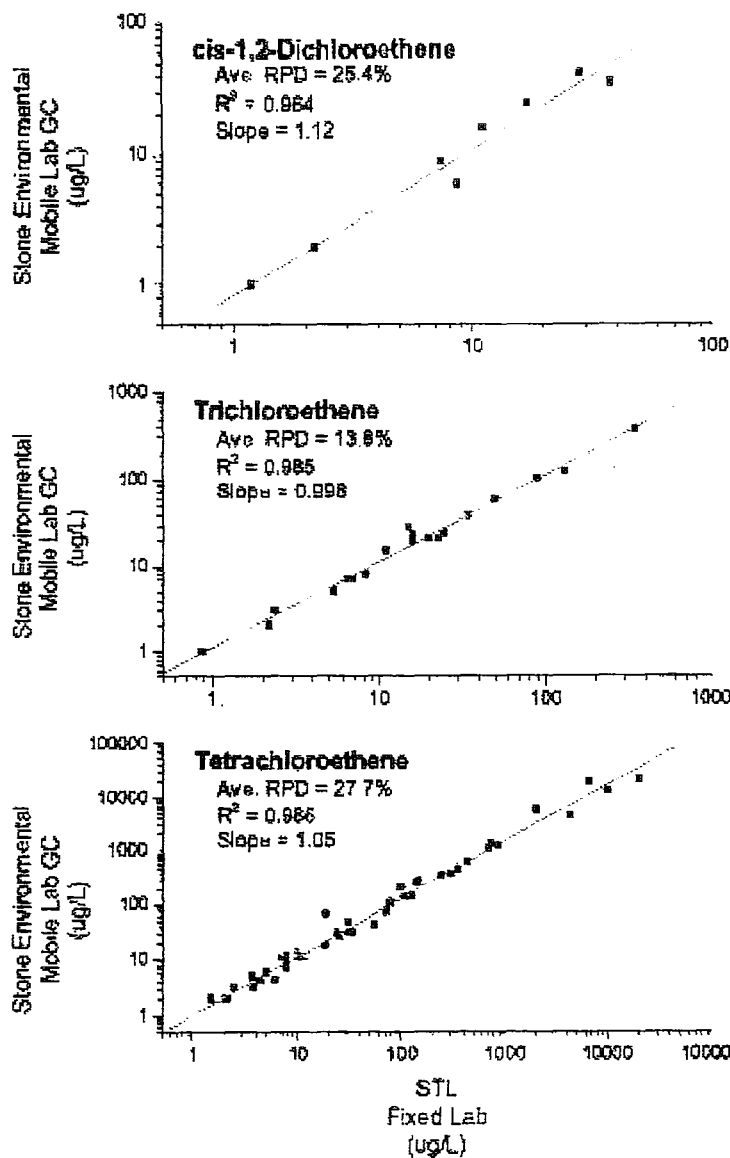 cis-1,2-Dichloroethene
Ave RPD = 25.4%
R² = 0.964
Slope = 1.12
Stone Environmental
Mobile Lab GC
(ug/L)
100
10
1
1 10 100
Trichloroethene
Ave RPD = 13.8%
R² = 0.985
Slope = 0.998
Stone Environmental
Mobile Lab GC
(ug/L)
1000
100
10
1
1 10 100 1000
Tetrachloroethene
Ave. RPD = 27.7%
R² = 0.986
Slope = 1.05
Stone Environmental
Mobile Lab GC
(ug/L)
100000
10000
1000
100
10
1
1 10 100 1000 10000 10000
STL
Fixed Lab
(ug/L)